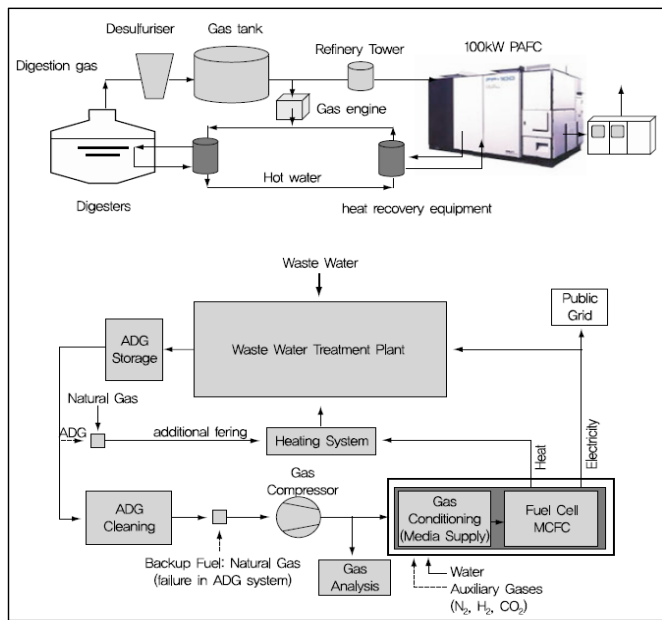 Desulfuriser
Gas tank
Refinery Tower
100kW PAFC
Digestion gas
Gas engine
Hot water
Digesters
heat recovery equipment
Waste Water
Public
Grid
ADG
Storage
Waste Water Treatment Plant
Natural Gas
ADG
additional fering
Heating System
Heat
Electricity
Gas
Compressor
ADG
Cleaning
Gas
Conditioning
(Media Supply)
Fuel Cell
MCFC
Backup Fuel: Natural Gas
(failure in ADG system)
Gas
Analysis
Water
Auxiliary Gases
(N₂, H₂, CO₂)